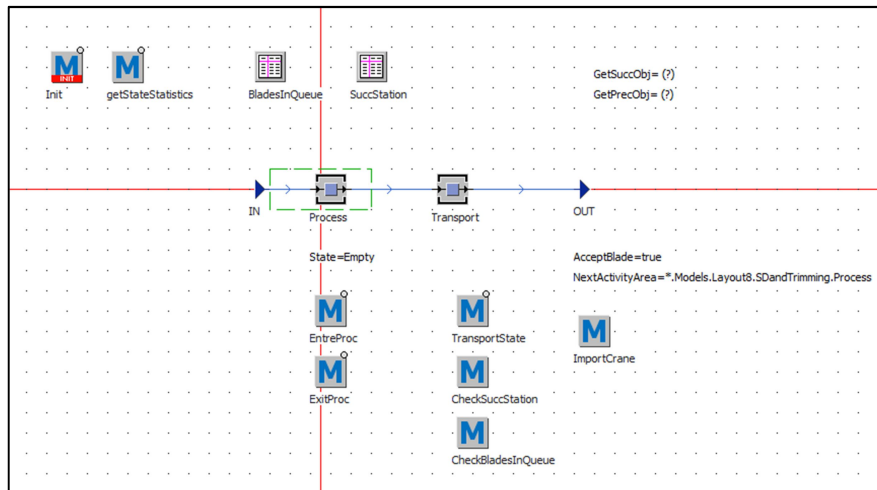 GetSuccObj= (?)
INIT
Init
getStateStatistics
BladesInQueue
SuccStation
GetPrecObj= (?)
IN
Process
Transport
OUT
State=Empty
AcceptBlade=true
NextActivityArea=*.Models.Layout8.SDandTrimming.Process
EntreProc
TransportState
ImportCrane
ExitProc
CheckSuccStation
CheckBladesInQueue